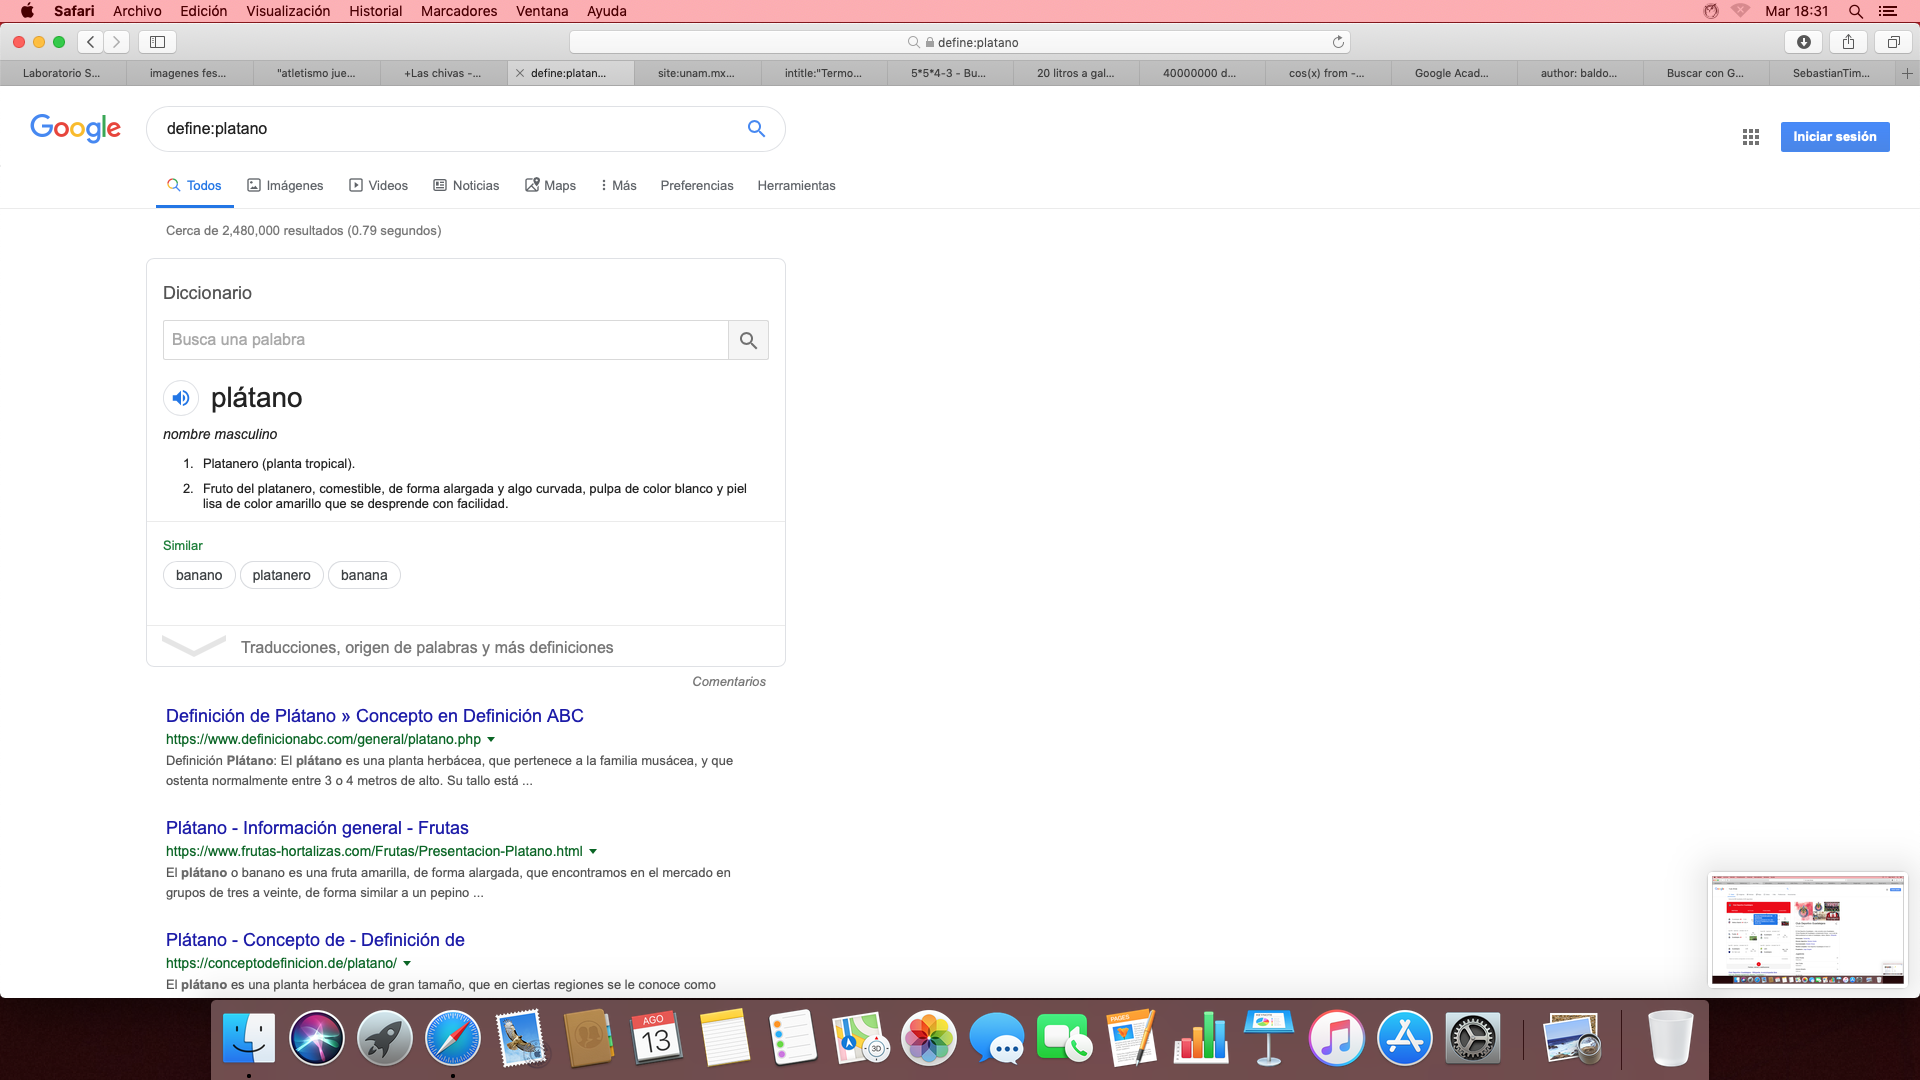 Safari Archivo Edición Visualización Historial Marcadores Ventana Ayuda Mar 18:31
define:platano
Laboratorio S... imagenes fes... "atletismo jue... +Las chivas -... define:platan... site:unam.mx... intitle:"Termo... 5*5*4-3 - Bu... 20 litros a gal... 40000000 d... cos(x) from -... Google Acad... author: baldo... Buscar con G... SebastianTim...
Google
define:platano
Iniciar sesión
Todos Imágenes Videos Noticias Maps Más Preferencias Herramientas
Cerca de 2,480,000 resultados (0.79 segundos)
Diccionario
Busca una palabra
plátano
nombre masculino
1. Platanero (planta tropical).
2. Fruto del platanero, comestible, de forma alargada y algo curvada, pulpa de color blanco y piel
lisa de color amarillo que se desprende con facilidad.
Similar
banano platanero banana
Traducciones, origen de palabras y más definiciones
Comentarios
Definición de Plátano » Concepto en Definición ABC
https://www.definicionabc.com/general/platano.php
Definición Plátano: El plátano es una planta herbácea, que pertenece a la familia musácea, y que
ostenta normalmente entre 3 o 4 metros de alto. Su tallo está ...
Plátano - Información general - Frutas
https://www.frutas-hortalizas.com/Frutas/Presentacion-Platano.html
El plátano o banano es una fruta amarilla, de forma alargada, que encontramos en el mercado en
grupos de tres a veinte, de forma similar a un pepino ...
Plátano - Concepto de - Definición de
https://conceptodefinicion.de/platano/
El plátano es una planta herbácea de gran tamaño, que en ciertas regiones se le conoce como
AGO
13
PAGES
3D